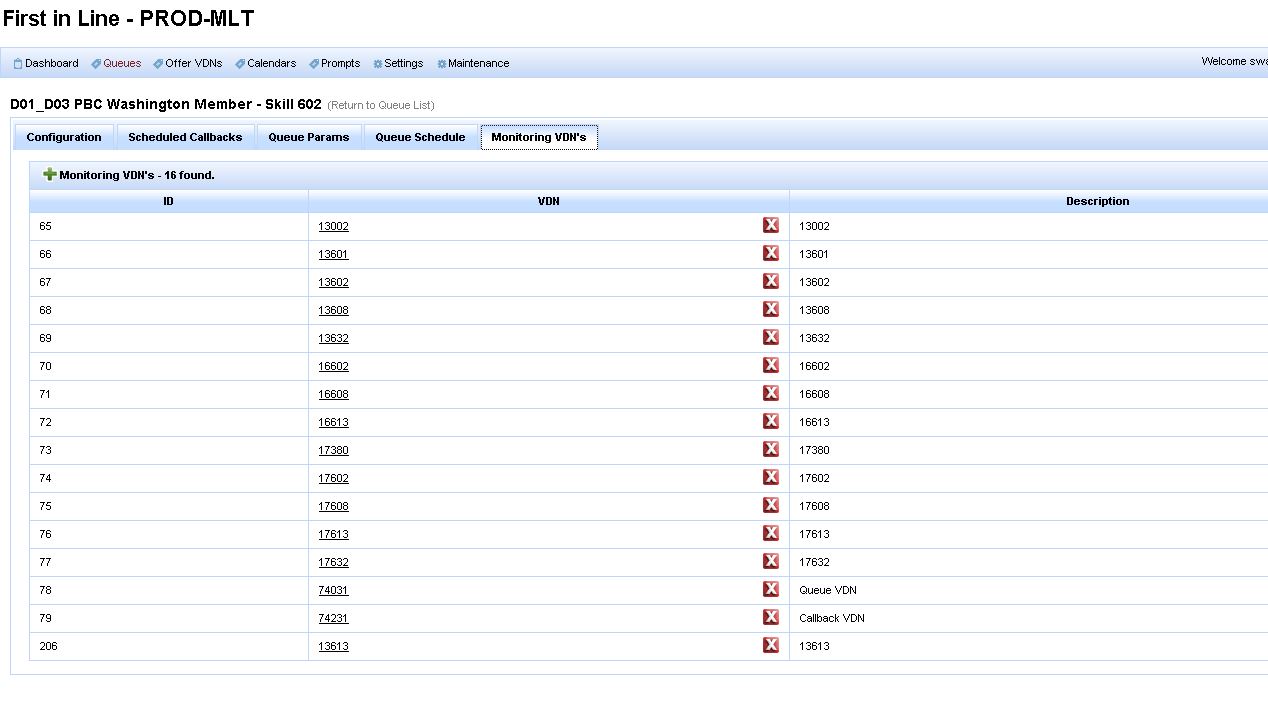 First in Line - PROD-MLT
Dashboard Queues Offer VDNs Calendars Prompts Settings Maintenance Welcome swa
D01_D03 PBC Washington Member - Skill 602 (Return to Queue List)
Configuration Scheduled Callbacks Queue Params Queue Schedule Monitoring VDN's
Monitoring VDN's - 16 found.
ID VDN Description
65 13002 13002
66 13601 13601
67 13602 13602
68 13608 13608
69 13632 13632
70 16602 16602
71 16608 16608
72 16613 16613
73 17380 17380
74 17602 17602
75 17608 17608
76 17613 17613
77 17632 17632
78 74031 Queue VDN
79 74231 Callback VDN
206 13613 13613